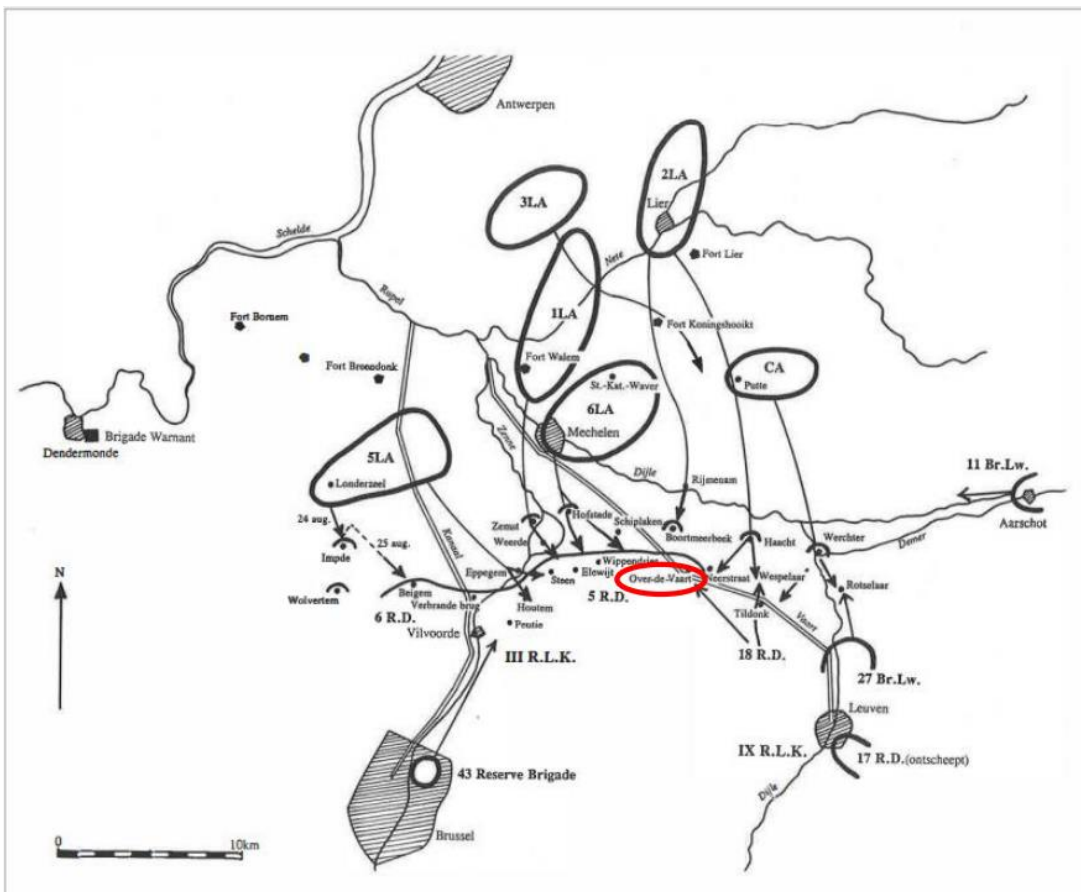 Antwerpen
2LA
Lier
3LA
Schelde
Nete
Fort Lier
Rupel
1LA
Fort Bornem
Fort Koningshooikt
Fort Breendonk
Fort Walem
CA
St.-Kat.-Waver
Putte
6LA
Mechelen
Brigade Warnant
Dendermonde
5LA
Zenne
Dijle
11 Br.Lw.
Londerzeel
Rijmenam
Aarschot
24 aug.
Zemst
Hofstade
Schiplaken
Weerde
Boortmeerbeek
Haacht
Werchter
Demer
25 aug.
Kanaal
Impde
N
Eppegem
Wippendries
Steen
Elewijt
Over-de-Vaart
Neerstraat
Wespelaar
Rotselaar
Wolvertem
Beigem
Verbrande brug
Houtem
5 R.D.
Tildonk
Vaart
6 R.D.
Vilvoorde
Peutie
III R.L.K.
18 R.D.
27 Br.Lw.
Leuven
IX R.L.K.
17 R.D.(ontscheept)
43 Reserve Brigade
Dijle
0
10km
Brussel